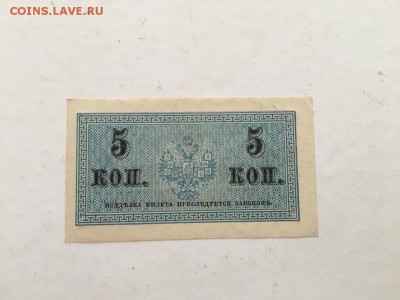 COINS.LAVE.RU
5 5
КОП. КОП.
ПОДДѢЛКА БИЛЕТА ПРЕСЛѢДУЕТСЯ ЗАКОНОМЪ.